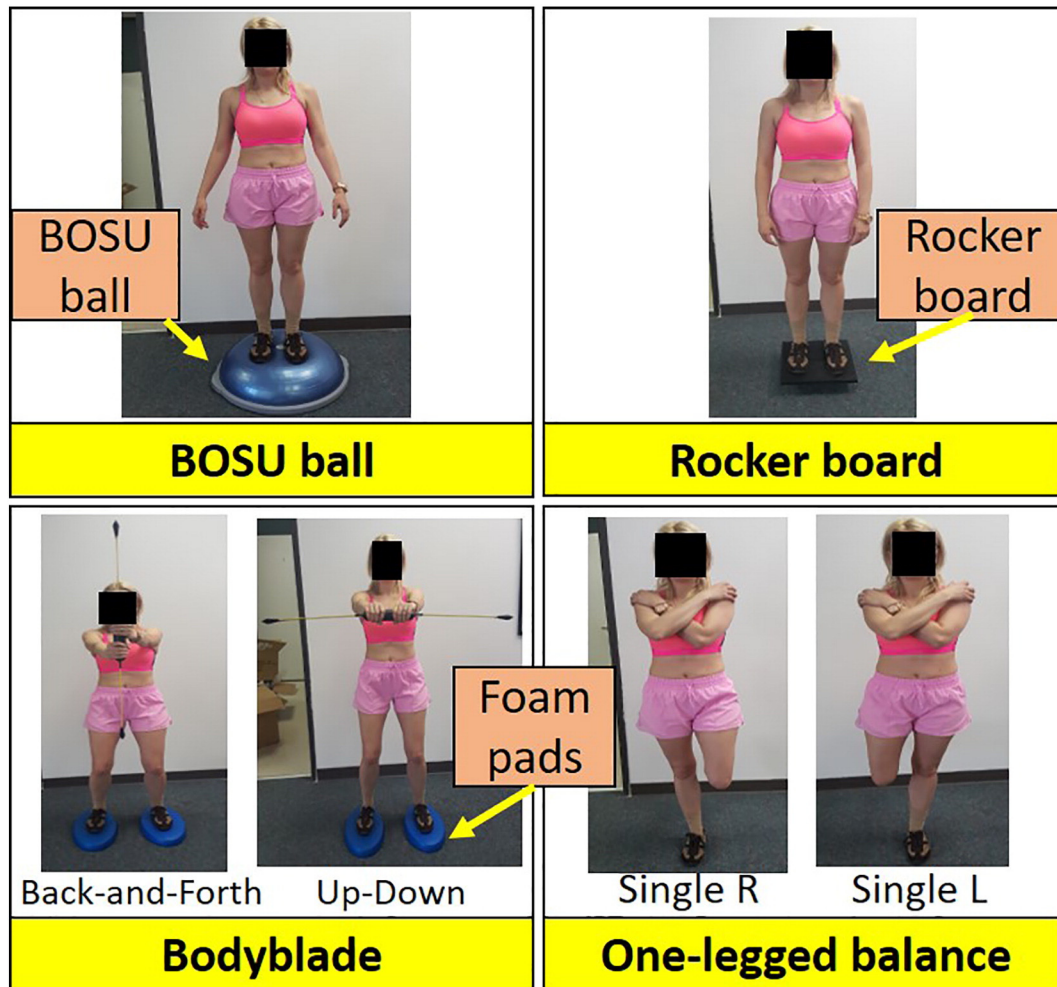 BOSU
ball
Rocker
board
BOSU ball
Rocker board
Foam
pads
Back-and-Forth
Up-Down
Single R
Single L
Bodyblade
One-legged balance